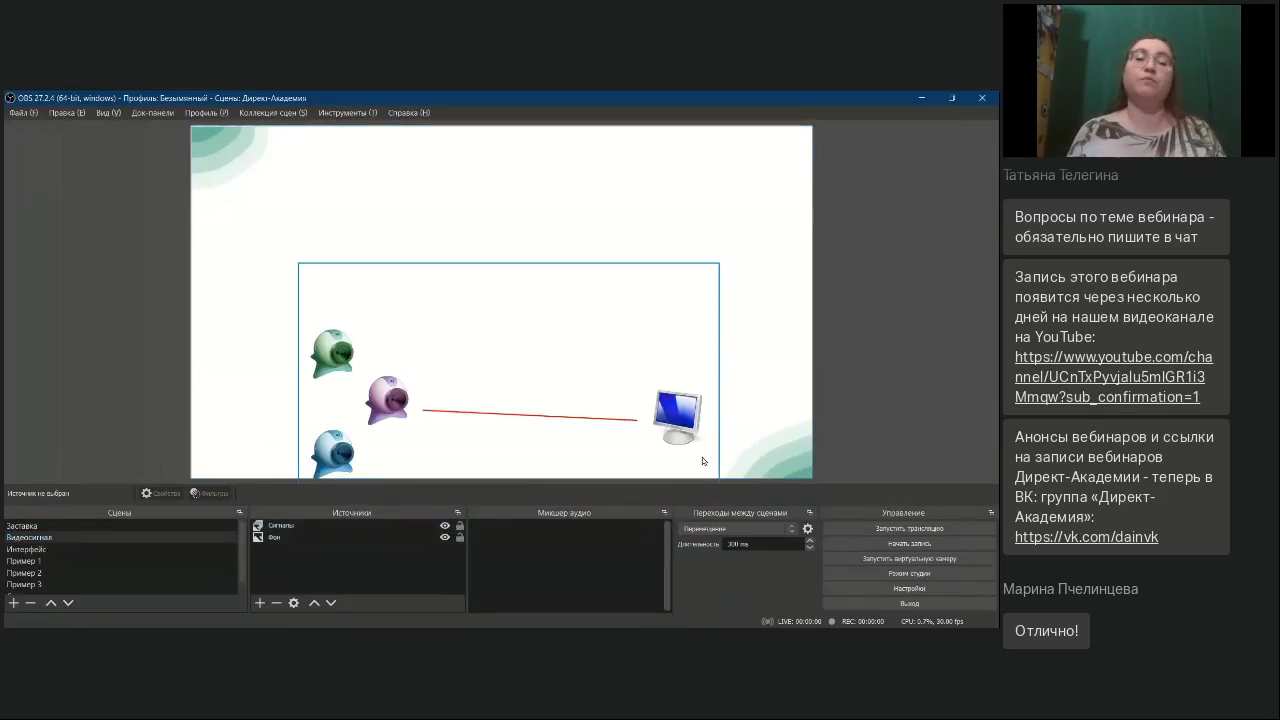 OBS 27.2.4 (64-bit, windows) - Профиль: Безымянный - Сцены: Директ-Академия
Файл (F) Правка (E) Вид (V) Док-панели Профиль (P) Коллекция сцен (S) Инструменты (T) Справка (H)
Источник не выбран Свойства Фильтры
Сцены
Заставка
Видеосигнал
Интерфейс
Пример 1
Пример 2
Пример 3
Источники
Сигналы
Фон
Микшер аудио
Переходы между сценами
Перемещение
Длительность 300 ms
Управление
Запустить трансляцию
Начать запись
Запустить виртуальную камеру
Режим студии
Настройки
Выход
LIVE: 00:00:00 REC: 00:00:00 CPU: 0.7%, 30.00 fps
Татьяна Телегина
Вопросы по теме вебинара -
обязательно пишите в чат
Запись этого вебинара
появится через несколько
дней на нашем видеоканале
на YouTube:
https://www.youtube.com/cha
nnel/UCnTxPyvjalu5mlGR1i3
Mmqw?sub_confirmation=1
Анонсы вебинаров и ссылки
на записи вебинаров
Директ-Академии - теперь в
ВК: группа «Директ-
Академия»:
https://vk.com/dainvk
Марина Пчелинцева
Отлично!